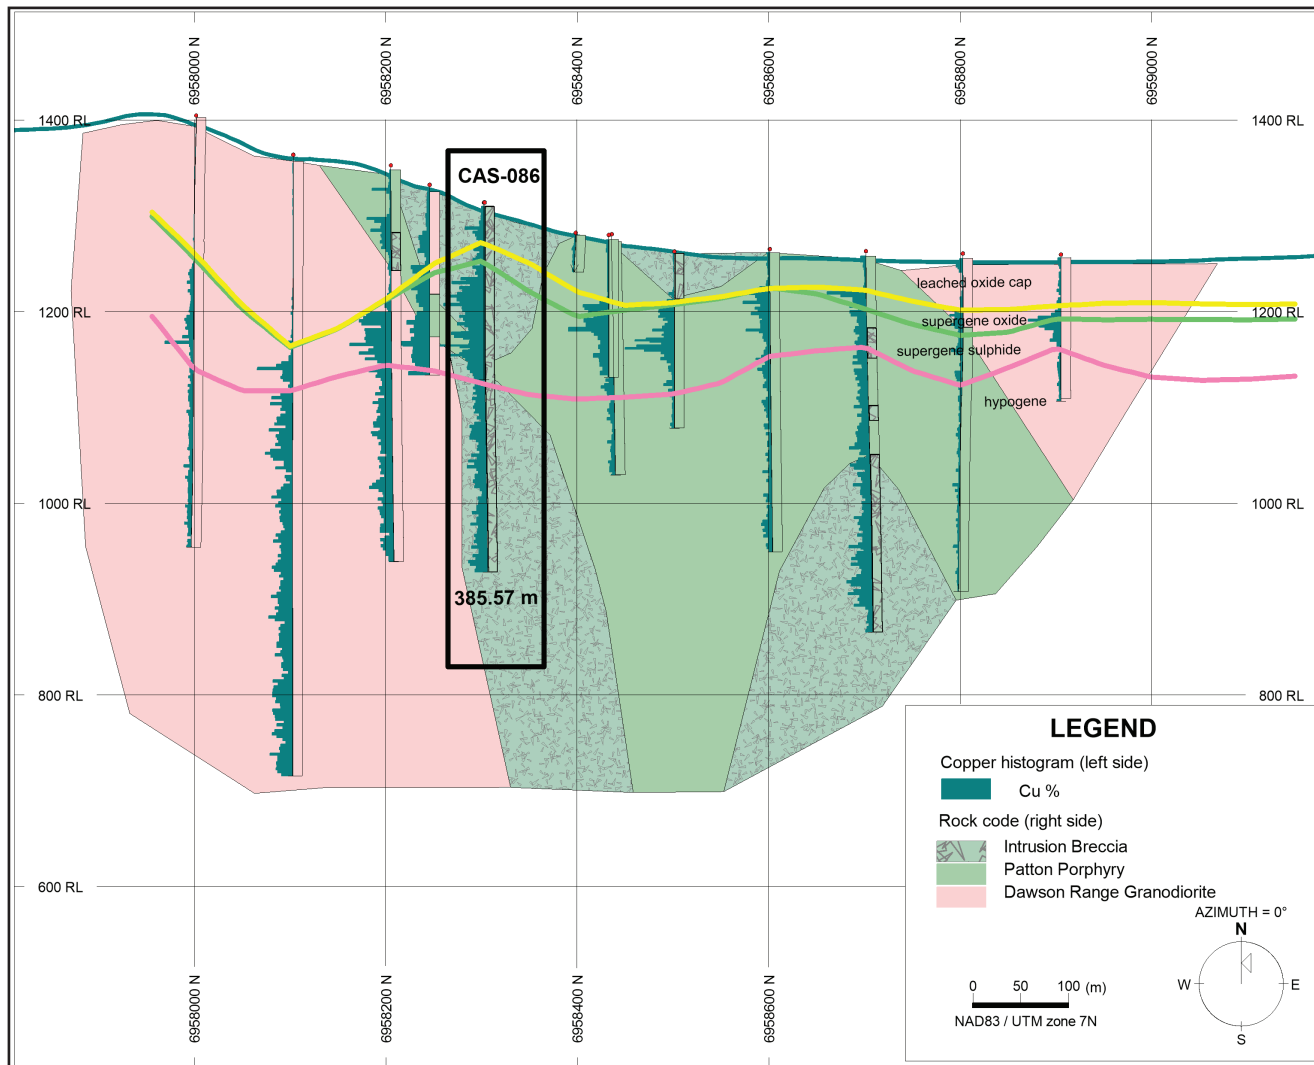 6958000 N
6958200 N
6958400 N
6958600 N
6958800 N
6959000 N
1400 RL
1400 RL
CAS-086
leached oxide cap
1200 RL
supergene oxide
1200 RL
supergene sulphide
hypogene
1000 RL
1000 RL
385.57 m
800 RL
800 RL
LEGEND
Copper histogram (left side)
Cu %
Rock code (right side)
Intrusion Breccia
Patton Porphyry
Dawson Range Granodiorite
600 RL
AZIMUTH = 0°
N
W
E
S
0 50 100 (m)
NAD83 / UTM zone 7N
6958000 N
6958200 N
6958400 N
6958600 N